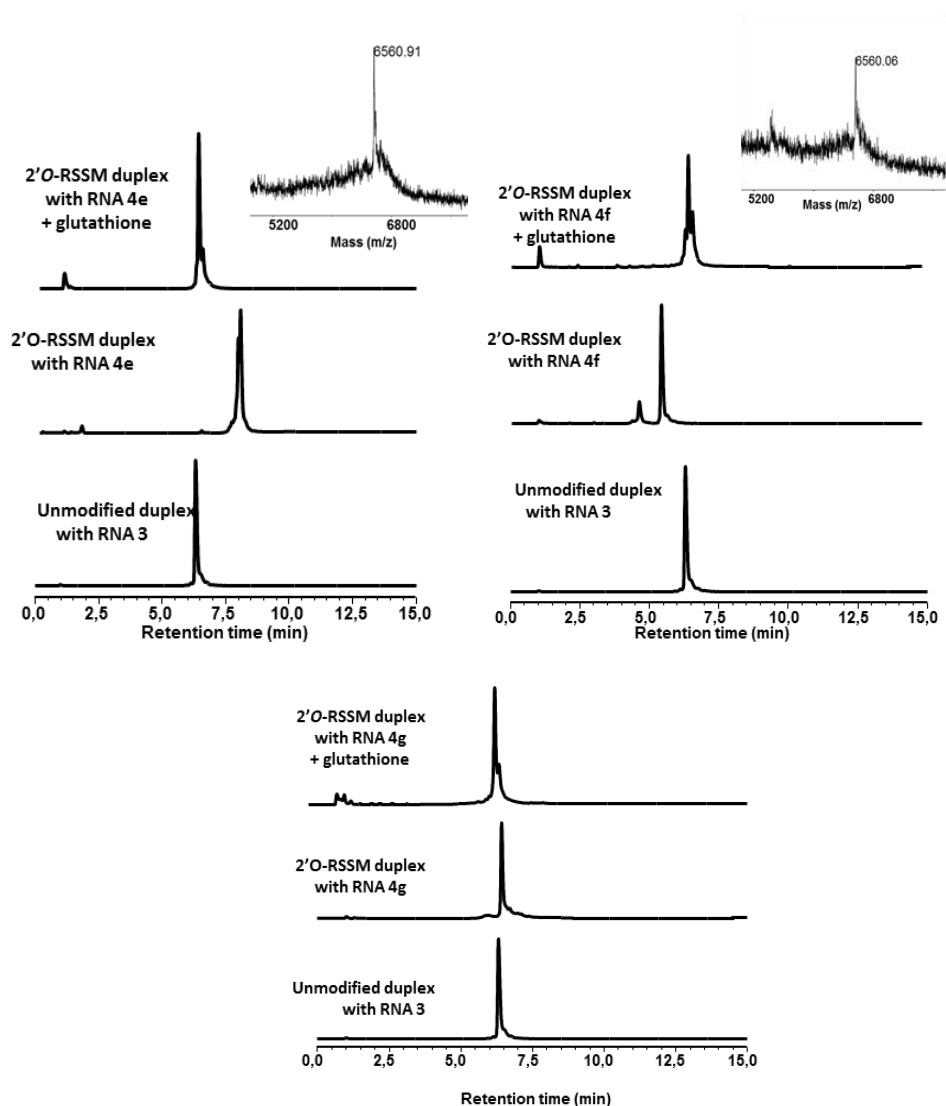 6560.91
2'O-RSSM duplex
with RNA 4e
+ glutathione
5200
6800
Mass (m/z)
2'O-RSSM duplex
with RNA 4e
Unmodified duplex
with RNA 3
0,0
2,5
5,0
7,5
10,0
12,5
15,0
Retention time (min)
6560.06
2'O-RSSM duplex
with RNA 4f
+ glutathione
5200
6800
Mass (m/z)
2'O-RSSM duplex
with RNA 4f
Unmodified duplex
with RNA 3
0,0
2,5
5,0
7,5
10,0
12,5
15,0
Retention time (min)
2'O-RSSM duplex
with RNA 4g
+ glutathione
2'O-RSSM duplex
with RNA 4g
Unmodified duplex
with RNA 3
0,0
2,5
5,0
7,5
10,0
12,5
15,0
Retention time (min)